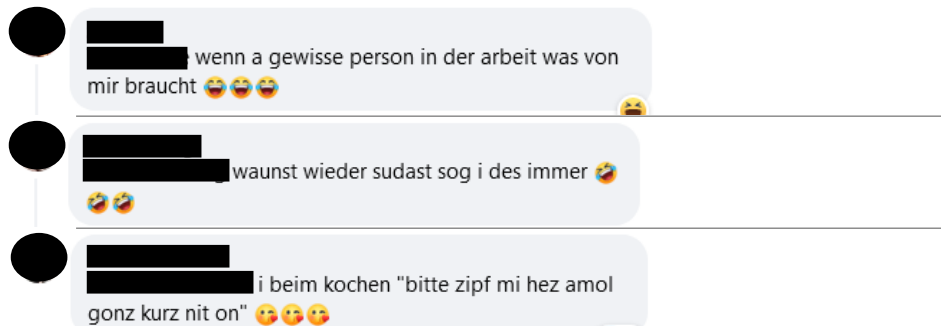 wenn a gewisse person in der arbeit was von
mir braucht 😂😂😂
waunst wieder sudast sog i des immer 🤣
🤣🤣
i beim kochen "bitte zipf mi hez amol
gonz kurz nit on" 😋😋😋